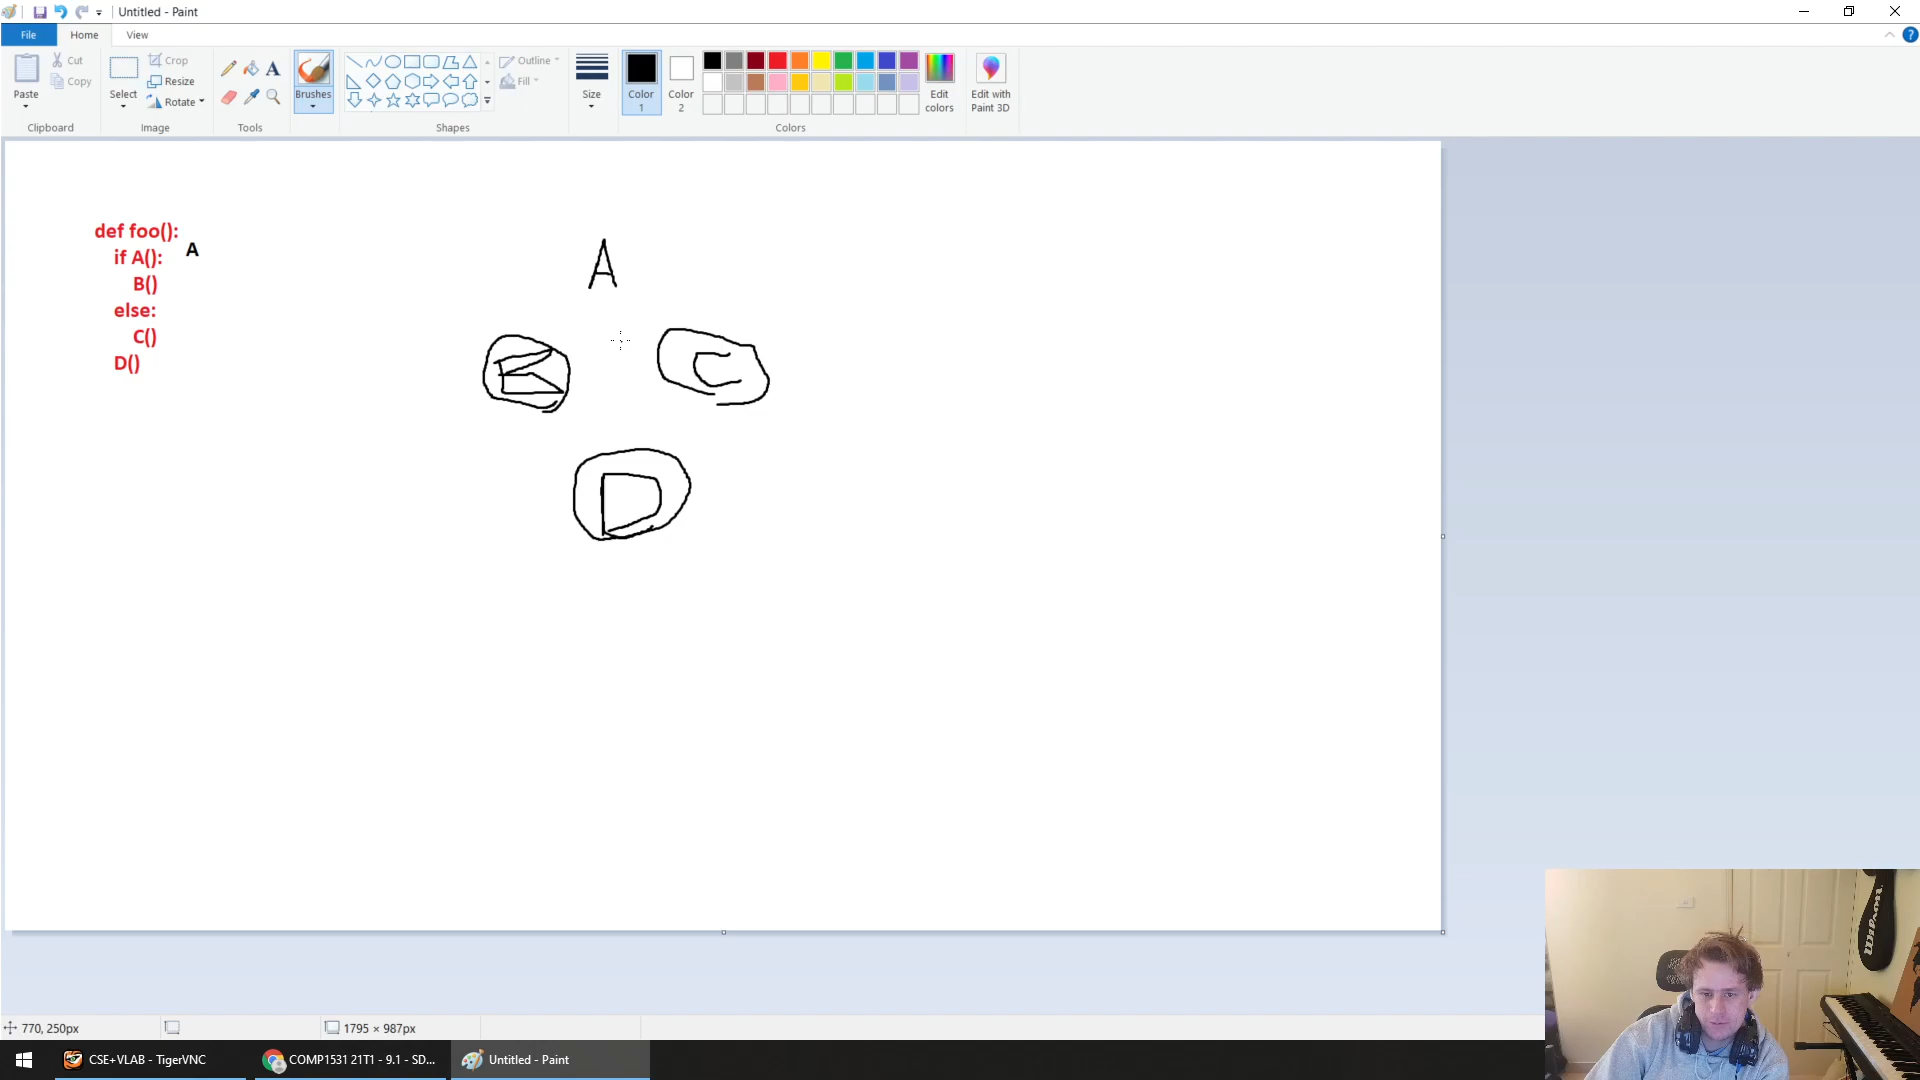 Untitled - Paint
File Home View
Paste
Cut
Copy
Clipboard
Select
Crop
Resize
Rotate
Image
Tools
Brushes
Shapes
Outline
Fill
Size
Color
1
Color
2
Colors
Edit
colors
Edit with
Paint 3D
def foo():
if A():
B()
else:
C()
D()
A
A
B
C
D
Wilson
770, 250px
1795 × 987px
CSE+VLAB - TigerVNC
COMP1531 21T1 - 9.1 - SD...
Untitled - Paint